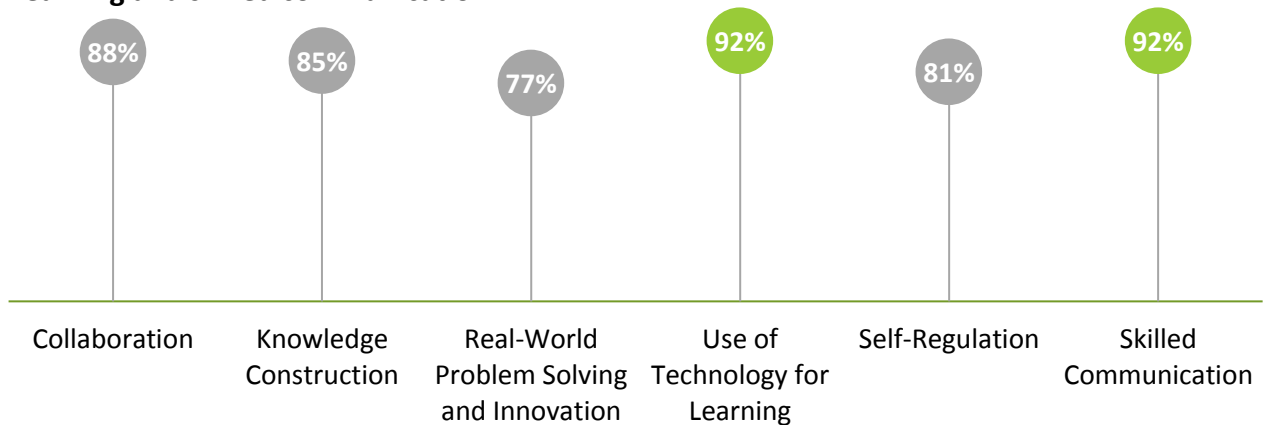 88%
85%
77%
92%
81%
92%
Collaboration
Knowledge
Construction
Real-World
Problem Solving
and Innovation
Use of
Technology for
Learning
Self-Regulation
Skilled
Communication